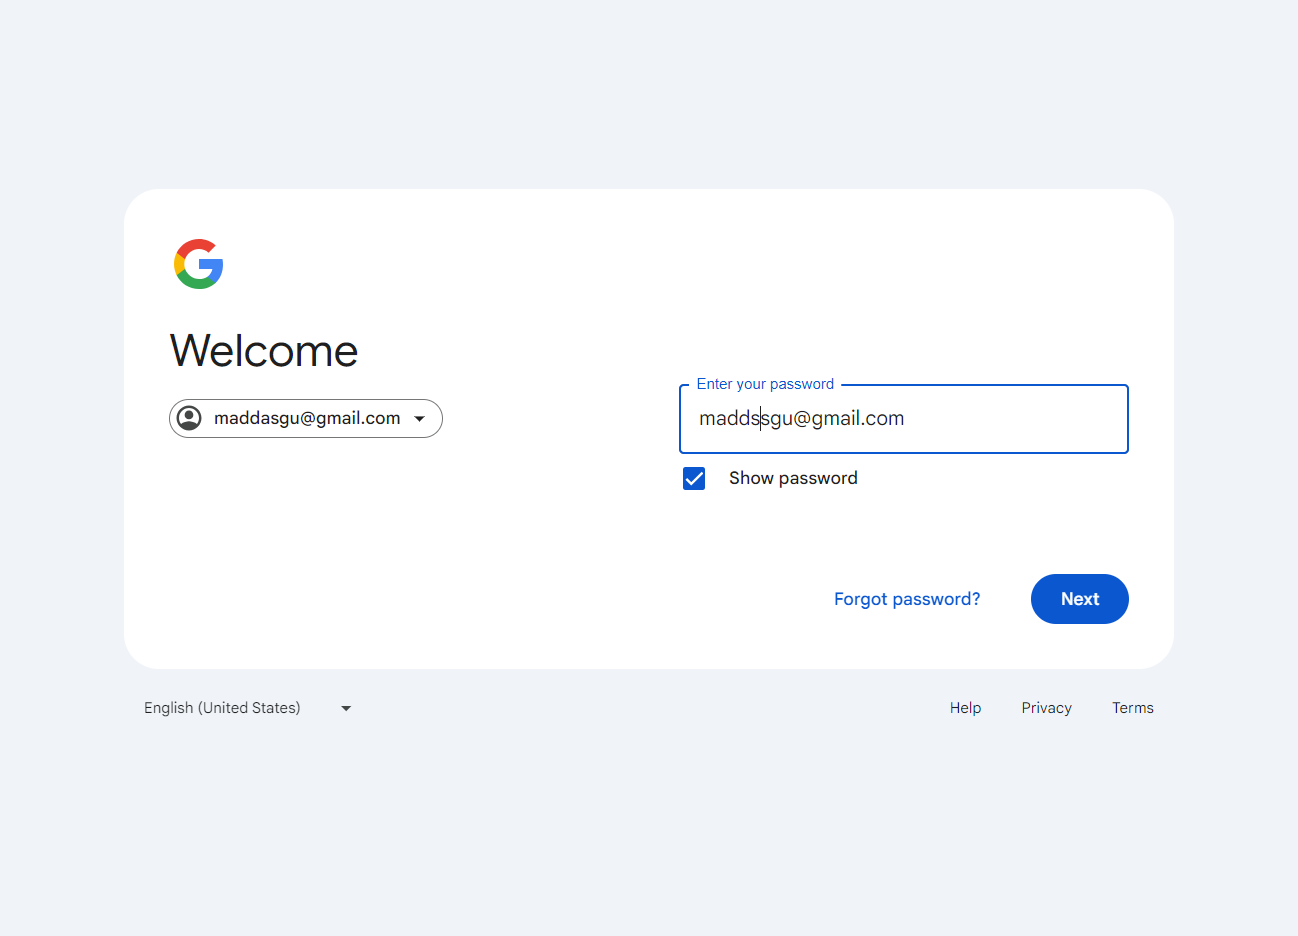 Welcome
maddasgu@gmail.com
Enter your password
maddssgu@gmail.com
Show password
Forgot password?
Next
English (United States)
Help
Privacy
Terms